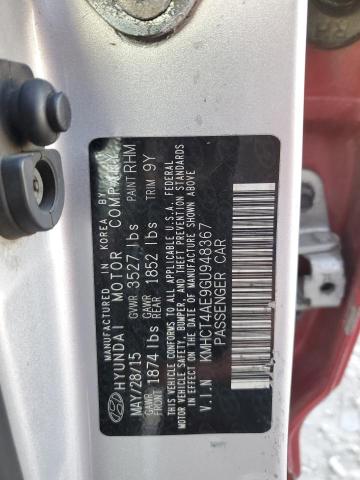 MANUFACTURED IN KOREA BY
HYUNDAI MOTOR COMPANY
MAY/28/15 GVWR 3527 lbs PAINT RHM
GAWR FRONT 1874 lbs GAWR REAR 1852 lbs TRIM 9Y
THIS VEHICLE CONFORMS TO ALL APPLICABLE U.S.A. FEDERAL
MOTOR VEHICLE SAFETY, BUMPER, AND THEFT PREVENTION STANDARDS
IN EFFECT ON THE DATE OF MANUFACTURE SHOWN ABOVE.
V.I.N KMHCT4AE9GU948367
PASSENGER CAR